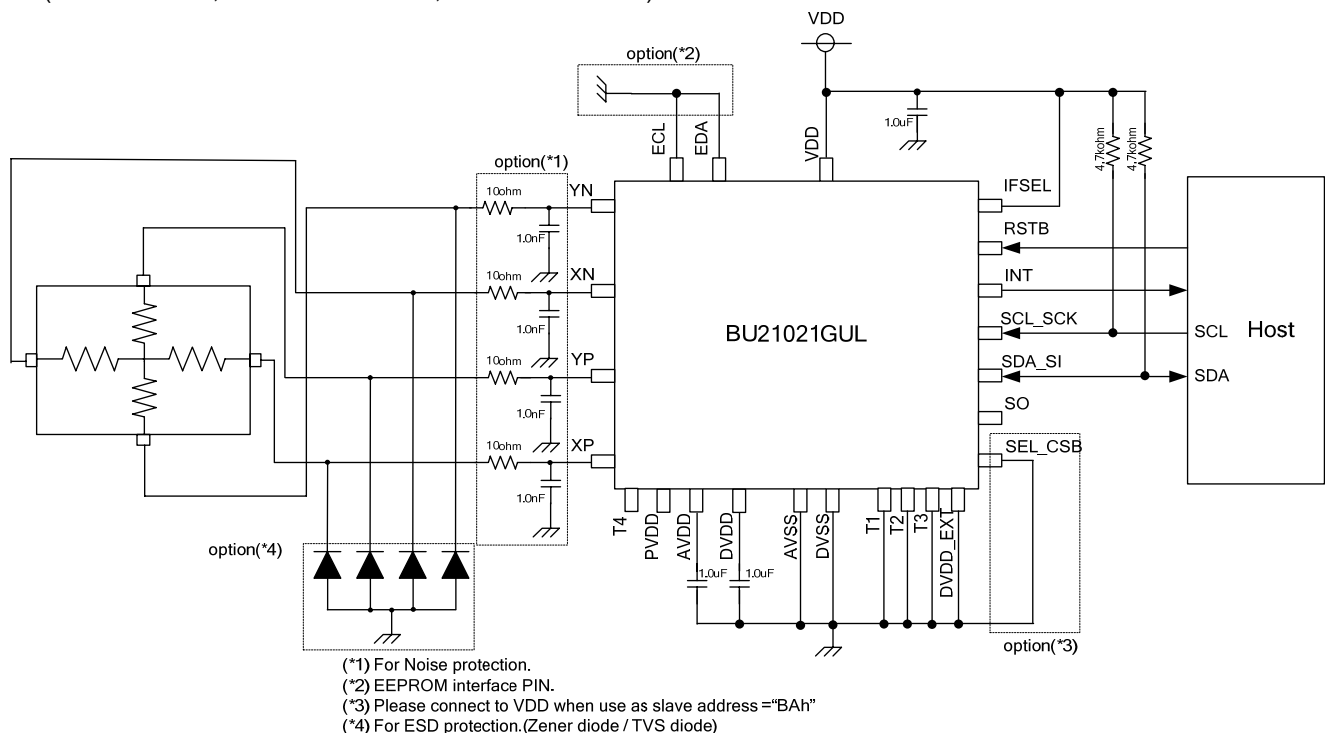 VDD
option(*2)
ECL
EDA
VDD
1.0uF
4.7kohm
4.7kohm
option(*1)
10ohm
YN
1.0nF
10ohm
XN
1.0nF
10ohm
YP
1.0nF
10ohm
XP
1.0nF
IFSEL
RSTB
INT
SCL_SCK
SCL
SDA_SI
SDA
SO
SEL_CSB
BU21021GUL
Host
T4
PVDD
AVDD
DVDD
AVSS
DVSS
T1
T2
T3
DVDD_EXT
1.0uF
1.0uF
option(*4)
option(*3)
(*1) For Noise protection.
(*2) EEPROM interface PIN.
(*3) Please connect to VDD when use as slave address ="BAh"
(*4) For ESD protection.(Zener diode / TVS diode)